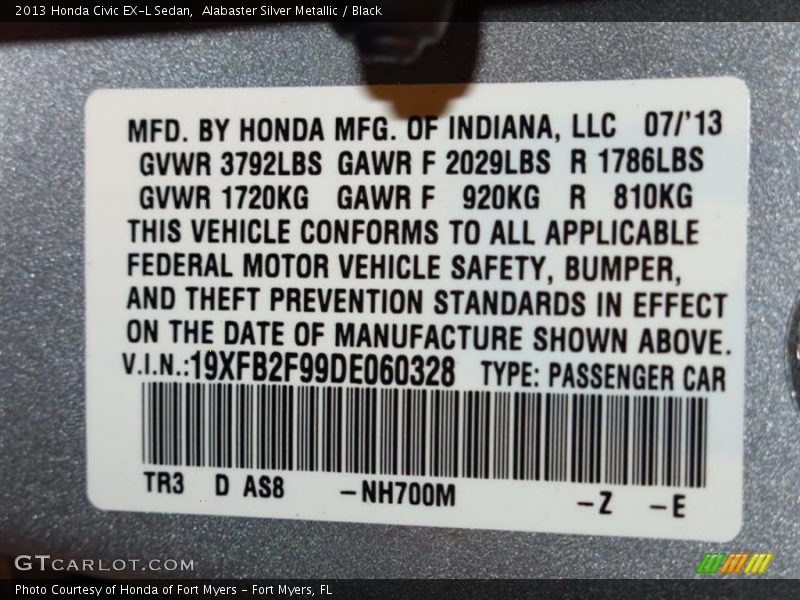 2013 Honda Civic EX-L Sedan,  Alabaster Silver Metallic / Black
MFD. BY HONDA MFG. OF INDIANA, LLC 07/'13
GVWR 3792LBS GAWR F 2029LBS R 1786LBS
GVWR 1720KG GAWR F 920KG R 810KG
THIS VEHICLE CONFORMS TO ALL APPLICABLE
FEDERAL MOTOR VEHICLE SAFETY, BUMPER,
AND THEFT PREVENTION STANDARDS IN EFFECT
ON THE DATE OF MANUFACTURE SHOWN ABOVE.
V.I.N.:19XFB2F99DE060328 TYPE: PASSENGER CAR
TR3 D AS8 -NH700M -Z -E
GTCARLOT.COM
Photo Courtesy of Honda of Fort Myers - Fort Myers, FL